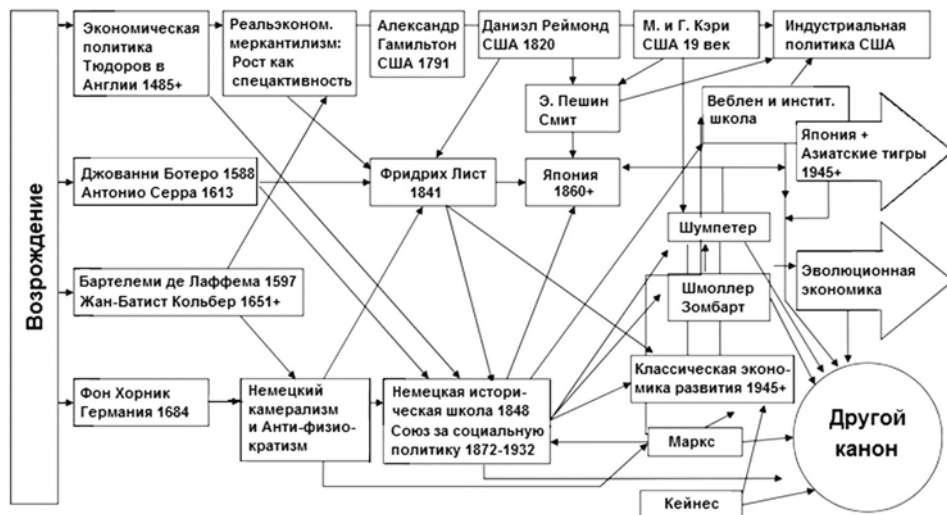 Возрождение
Экономическая
политика
Тюдоров в
Англии 1485+
Реальэконом.
меркантилизм:
Рост как
спецактивность
Александр
Гамильтон
США 1791
Даниэл Реймонд
США 1820
М. и Г. Кэри
США 19 век
Индустриальная
политика США
Э. Пешин
Смит
Веблен и инстит.
школа
Япония +
Азиатские тигры
1945+
Джованни Ботеро 1588
Антонио Серра 1613
Фридрих Лист
1841
Япония
1860+
Шумпетер
Бартелеми де Лаффема 1597
Жан-Батист Кольбер 1651+
Шмоллер
Зомбарт
Эволюционная
экономика
Фон Хорник
Германия 1684
Немецкий
камерализм
и Анти-физио-
кратизм
Немецкая истори-
ческая школа 1848
Союз за социальную
политику 1872-1932
Классическая эконо-
мика развития 1945+
Маркс
Кейнес
Другой
канон